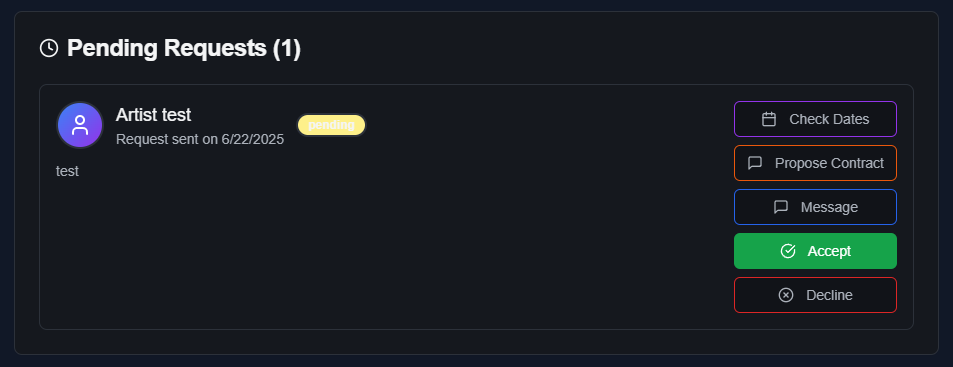 Pending Requests (1)
Artist test
Request sent on 6/22/2025
pending
test
Check Dates
Propose Contract
Message
Accept
Decline